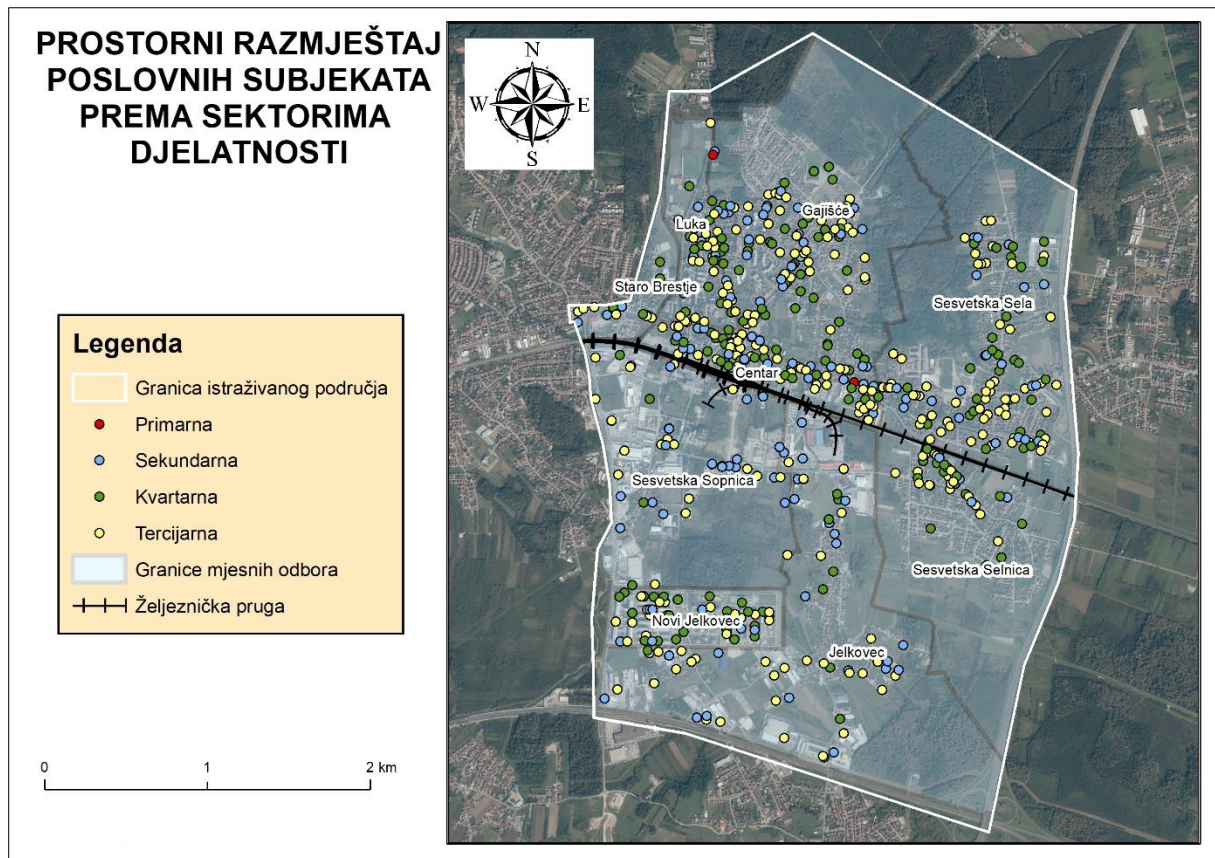 PROSTORNI RAZMJEŠTAJ
POSLOVNIH SUBJEKATA
PREMA SEKTORIMA
DJELATNOSTI
N
W
E
S
Legenda
Granica istraživanog područja
Primarna
Sekundarna
Kvartarna
Tercijarna
Granice mjesnih odbora
Željeznička pruga
0
1
2 km
Luka
Gajišće
Staro Brestje
Sesvetska Sela
Centar
Sesvetska Sopnica
Sesvetska Selnica
Novi Jelkovec
Jelkovec